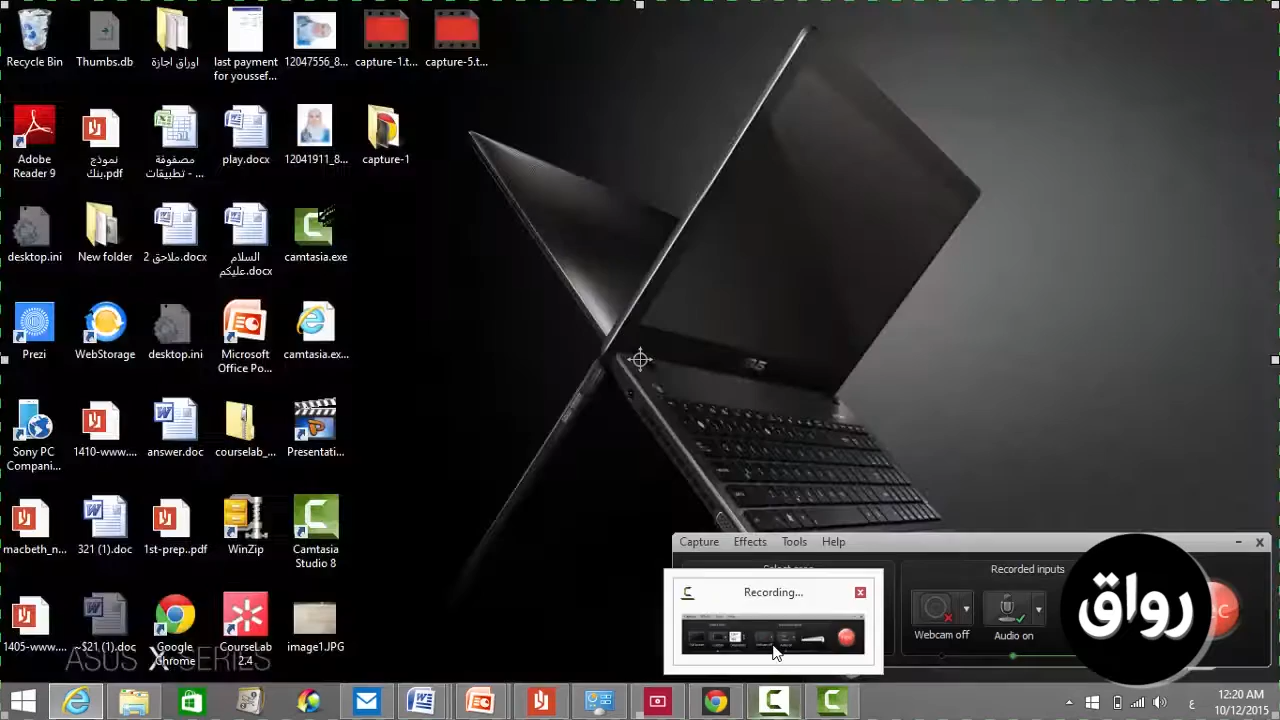 Recycle Bin
Thumbs.db
اوراق اجازة
last payment
for youssef...
12047556_8...
capture-1.t...
capture-5.t...
Adobe
Reader 9
نموذج
بنك.pdf
مصفوفة
تطبيقات - ...
play.docx
12041911_8...
capture-1
desktop.ini
New folder
ملاحق 2.docx
السلام
عليكم.docx
camtasia.exe
Prezi
WebStorage
desktop.ini
Microsoft
Office Po...
camtasia.ex...
Sony PC
Compani...
1410-www....
answer.doc
courselab_...
Presentati...
macbeth_n...
321 (1).doc
1st-prep..pdf
WinZip
Camtasia
Studio 8
10-www....
321.doc
Google
Chrome
CourseLab
2.4
image1.JPG
ASUS X SERIES
Capture Effects Tools Help
Recorded inputs
Recording...
Webcam off
Audio on
رواق
12:20 AM
10/12/2015